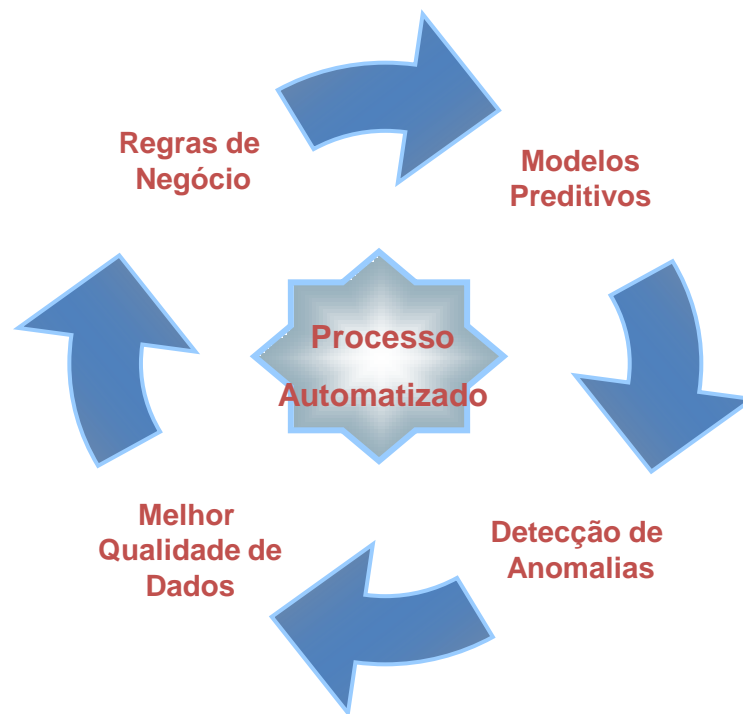 Regras de
Negócio
Modelos
Preditivos
Processo
Automatizado
Melhor
Qualidade de
Dados
Detecção de
Anomalias